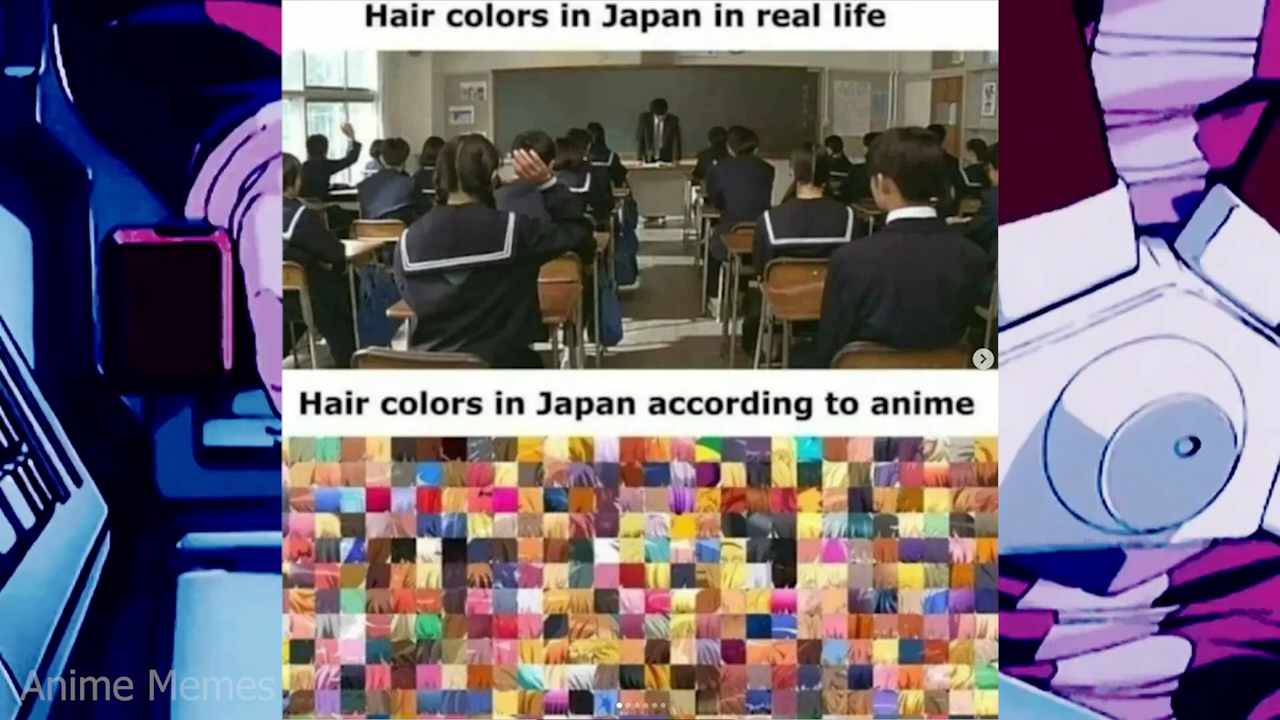 Hair colors in Japan in real life
Hair colors in Japan according to anime
Anime Memes